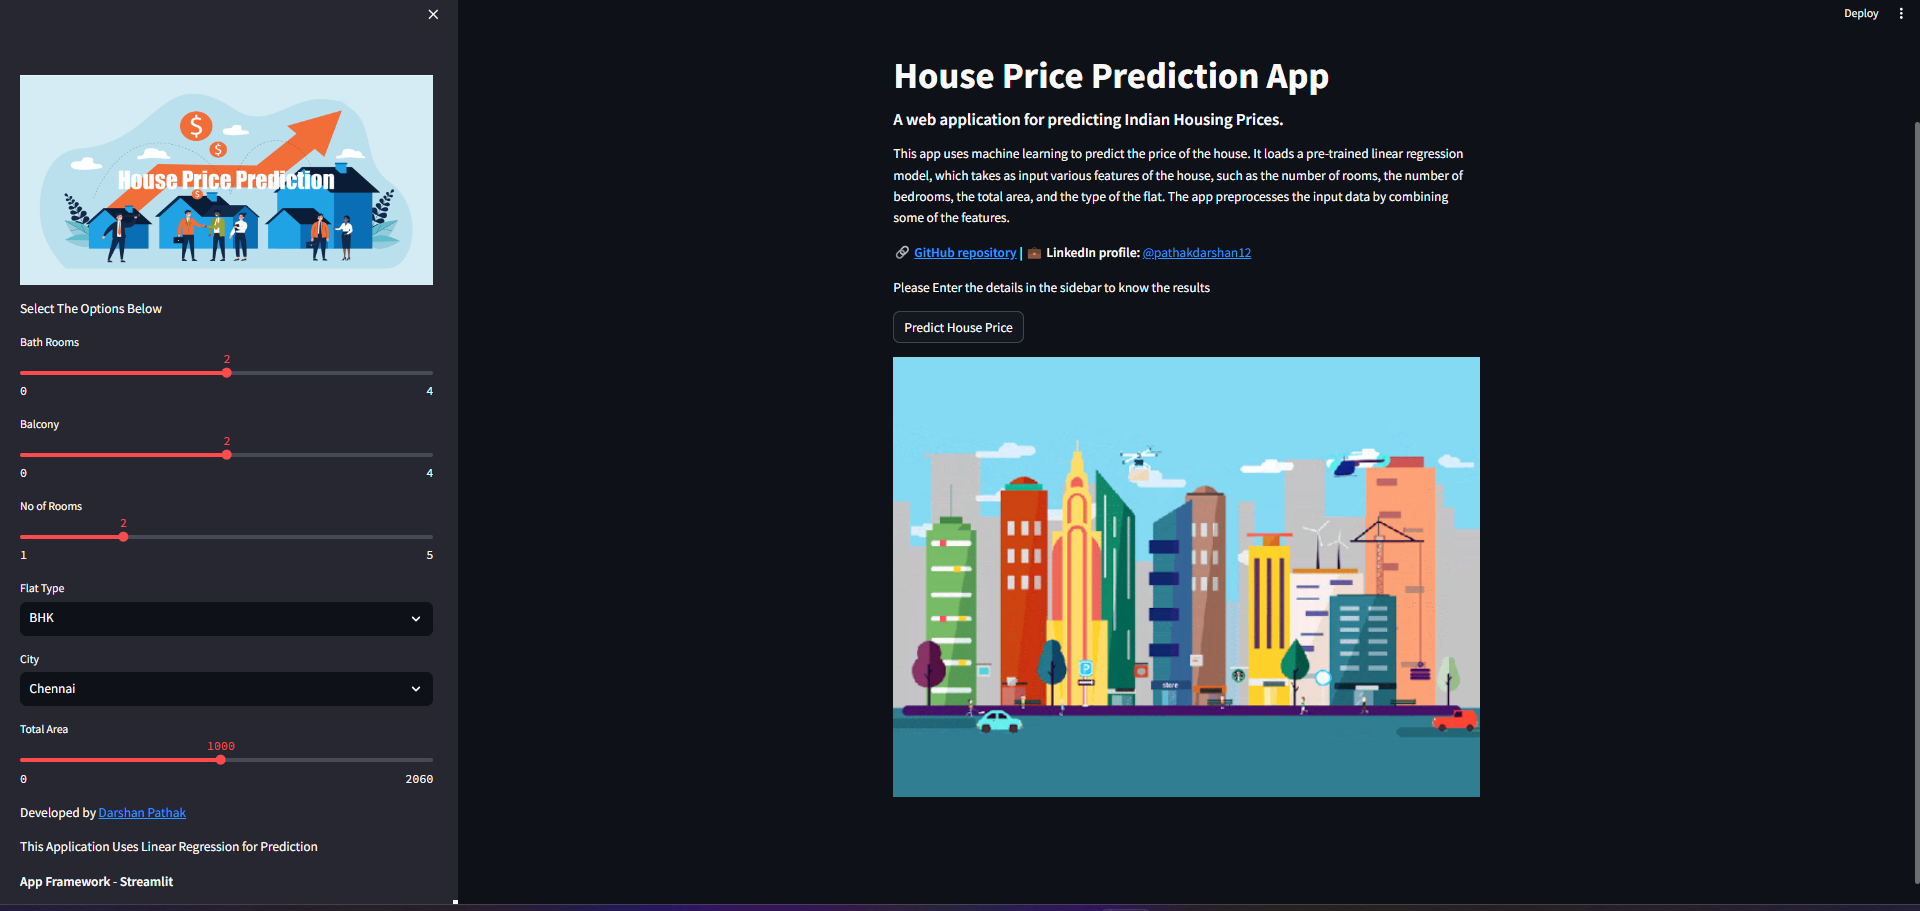 Deploy
$
$
House Price Prediction
$
Select The Options Below
Bath Rooms
2
0 4
Balcony
2
0 4
No of Rooms
2
1 5
Flat Type
BHK
City
Chennai
Total Area
1000
0 2060
Developed by Darshan Pathak
This Application Uses Linear Regression for Prediction
App Framework - Streamlit
House Price Prediction App
A web application for predicting Indian Housing Prices.
This app uses machine learning to predict the price of the house. It loads a pre-trained linear regression
model, which takes as input various features of the house, such as the number of rooms, the number of
bedrooms, the total area, and the type of the flat. The app preprocesses the input data by combining
some of the features.
GitHub repository | LinkedIn profile: @pathakdarshan12
Please Enter the details in the sidebar to know the results
Predict House Price
P
store